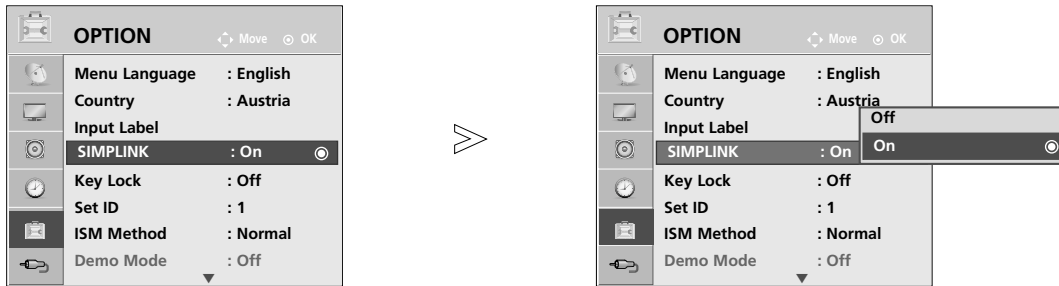 OPTION Move OK
Menu Language : English
Country : Austria
Input Label
SIMPLINK : On
Key Lock : Off
Set ID : 1
ISM Method : Normal
Demo Mode : Off
OPTION Move OK
Menu Language : English
Country : Austria
Input Label
SIMPLINK : On
Key Lock : Off
Set ID : 1
ISM Method : Normal
Demo Mode : Off
Off
On